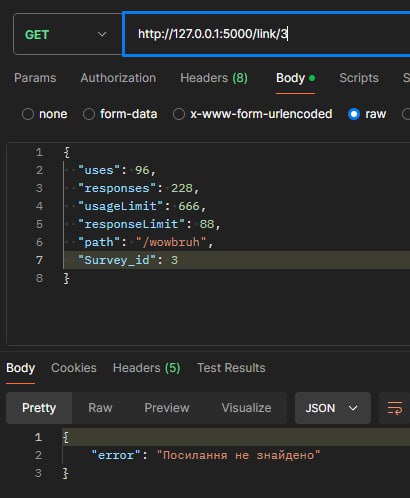 GET http://127.0.0.1:5000/link/3
Params Authorization Headers (8) Body Scripts S
none form-data x-www-form-urlencoded raw
1 {
2 "uses": 96,
3 "responses": 228,
4 "usageLimit": 666,
5 "responseLimit": 88,
6 "path": "/wowbruh",
7 "Survey_id": 3
8 }
Body Cookies Headers (5) Test Results
Pretty Raw Preview Visualize JSON
1 {
2 "error": "Посилання не знайдено"
3 }